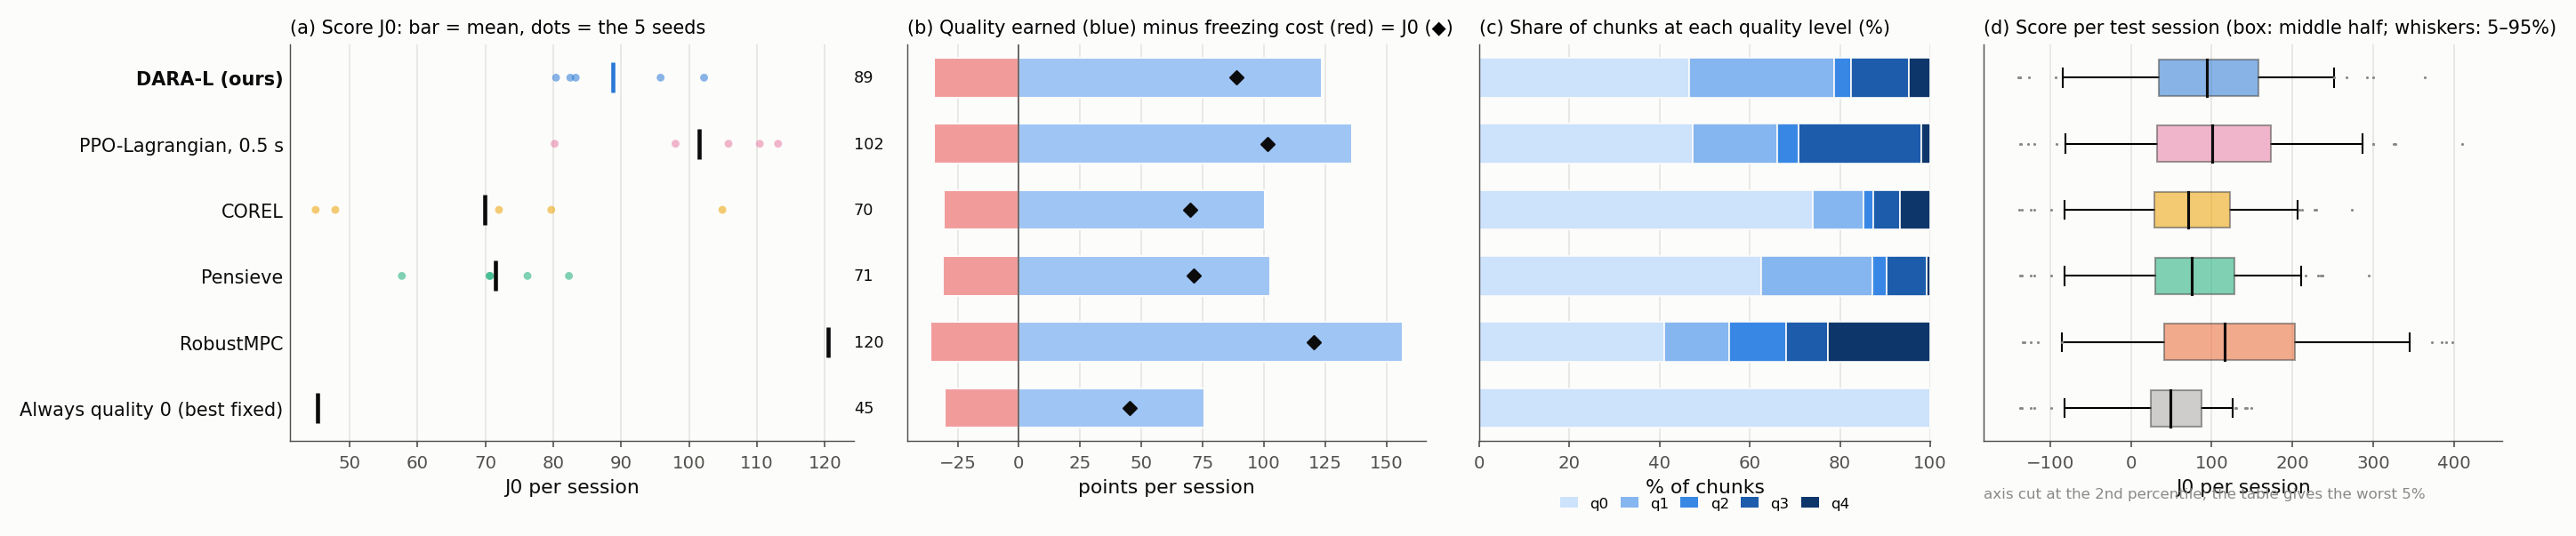 (a) Score J0: bar = mean, dots = the 5 seeds
DARA-L (ours)
PPO-Lagrangian, 0.5 s
COREL
Pensieve
RobustMPC
Always quality 0 (best fixed)
89
102
70
71
120
45
50 60 70 80 90 100 110 120
J0 per session
(b) Quality earned (blue) minus freezing cost (red) = J0 (◆)
−25 0 25 50 75 100 125 150
points per session
(c) Share of chunks at each quality level (%)
0 20 40 60 80 100
% of chunks
q0 q1 q2 q3 q4
(d) Score per test session (box: middle half; whiskers: 5–95%)
−100 0 100 200 300 400
J0 per session
axis cut at the 2nd percentile; the table gives the worst 5%